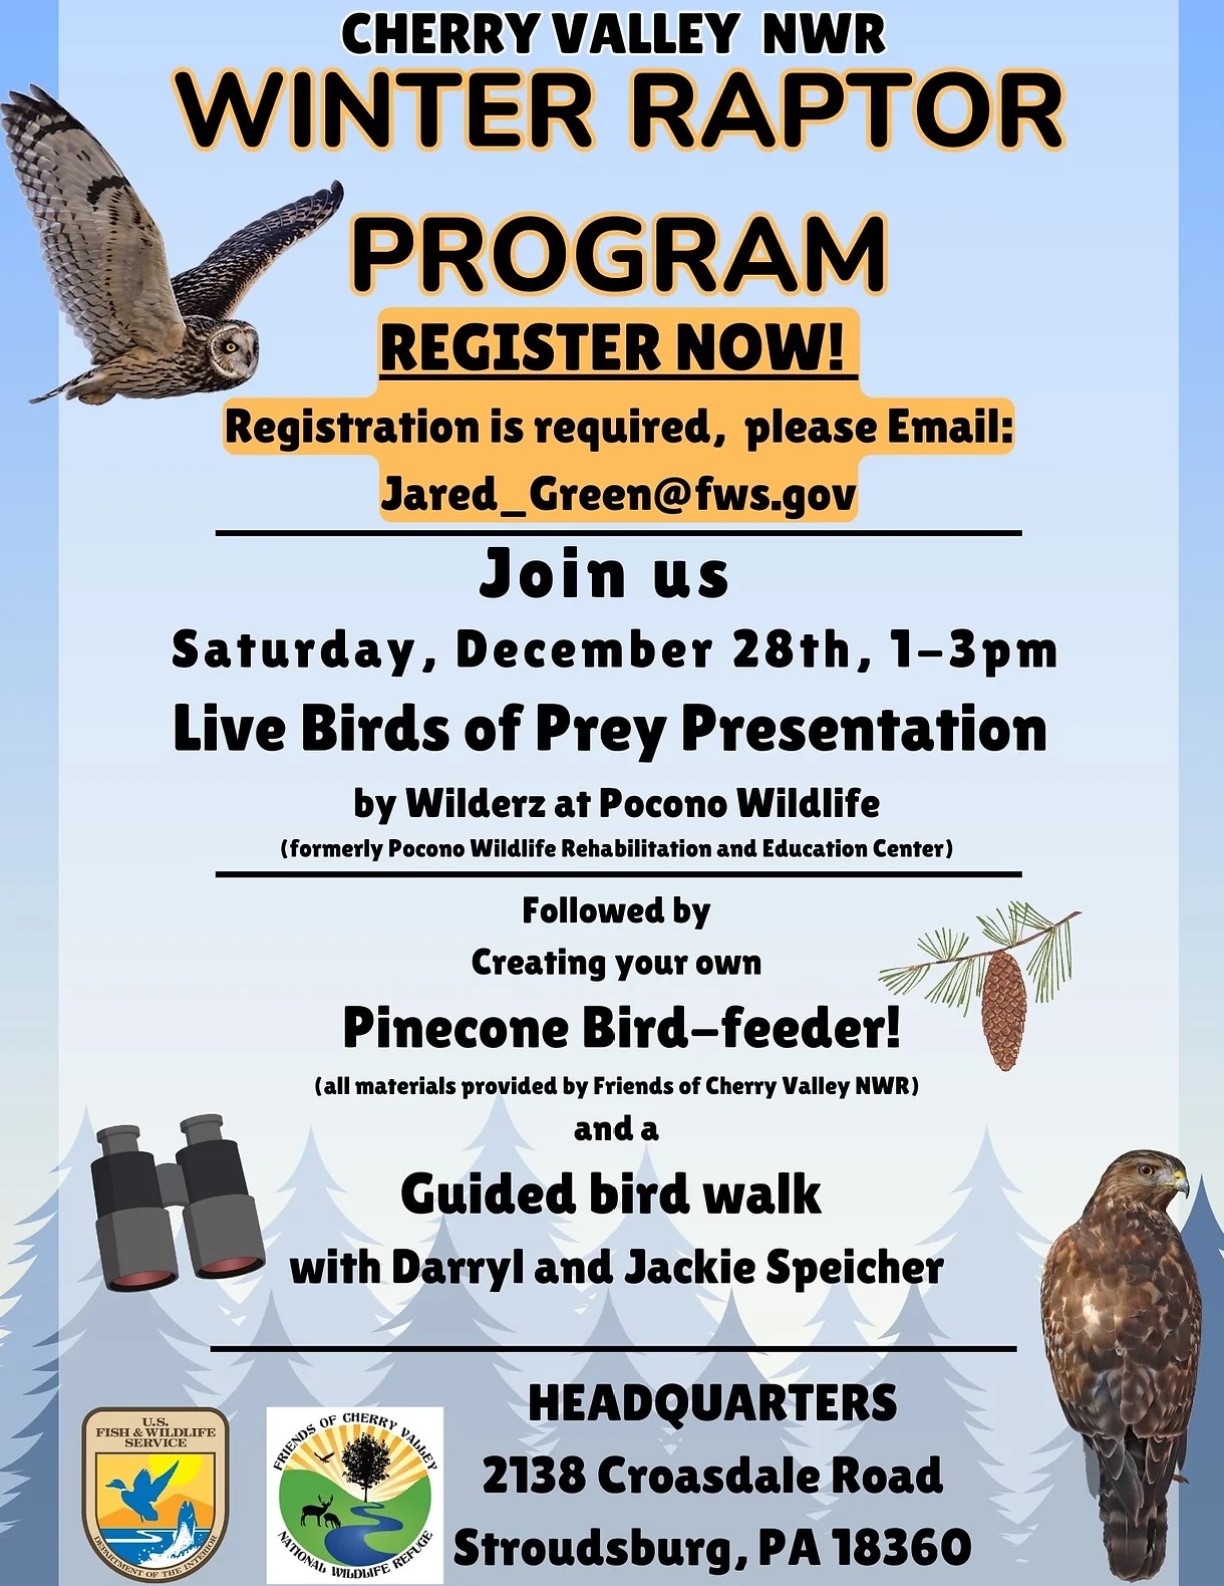 CHERRY VALLEY NWR
WINTER RAPTOR
PROGRAM
REGISTER NOW!
Registration is required, please Email:
Jared_Green@fws.gov
Join us
Saturday, December 28th, 1-3pm
Live Birds of Prey Presentation
by Wilderz at Pocono Wildlife
(formerly Pocono Wildlife Rehabilitation and Education Center)
Followed by
Creating your own
Pinecone Bird-feeder!
(all materials provided by Friends of Cherry Valley NWR)
and a
Guided bird walk
with Darryl and Jackie Speicher
HEADQUARTERS
2138 Croasdale Road
Stroudsburg, PA 18360
U.S.
FISH & WILDLIFE
SERVICE
DEPARTMENT OF THE INTERIOR
FRIENDS OF CHERRY VALLEY
NATIONAL WILDLIFE REFUGE